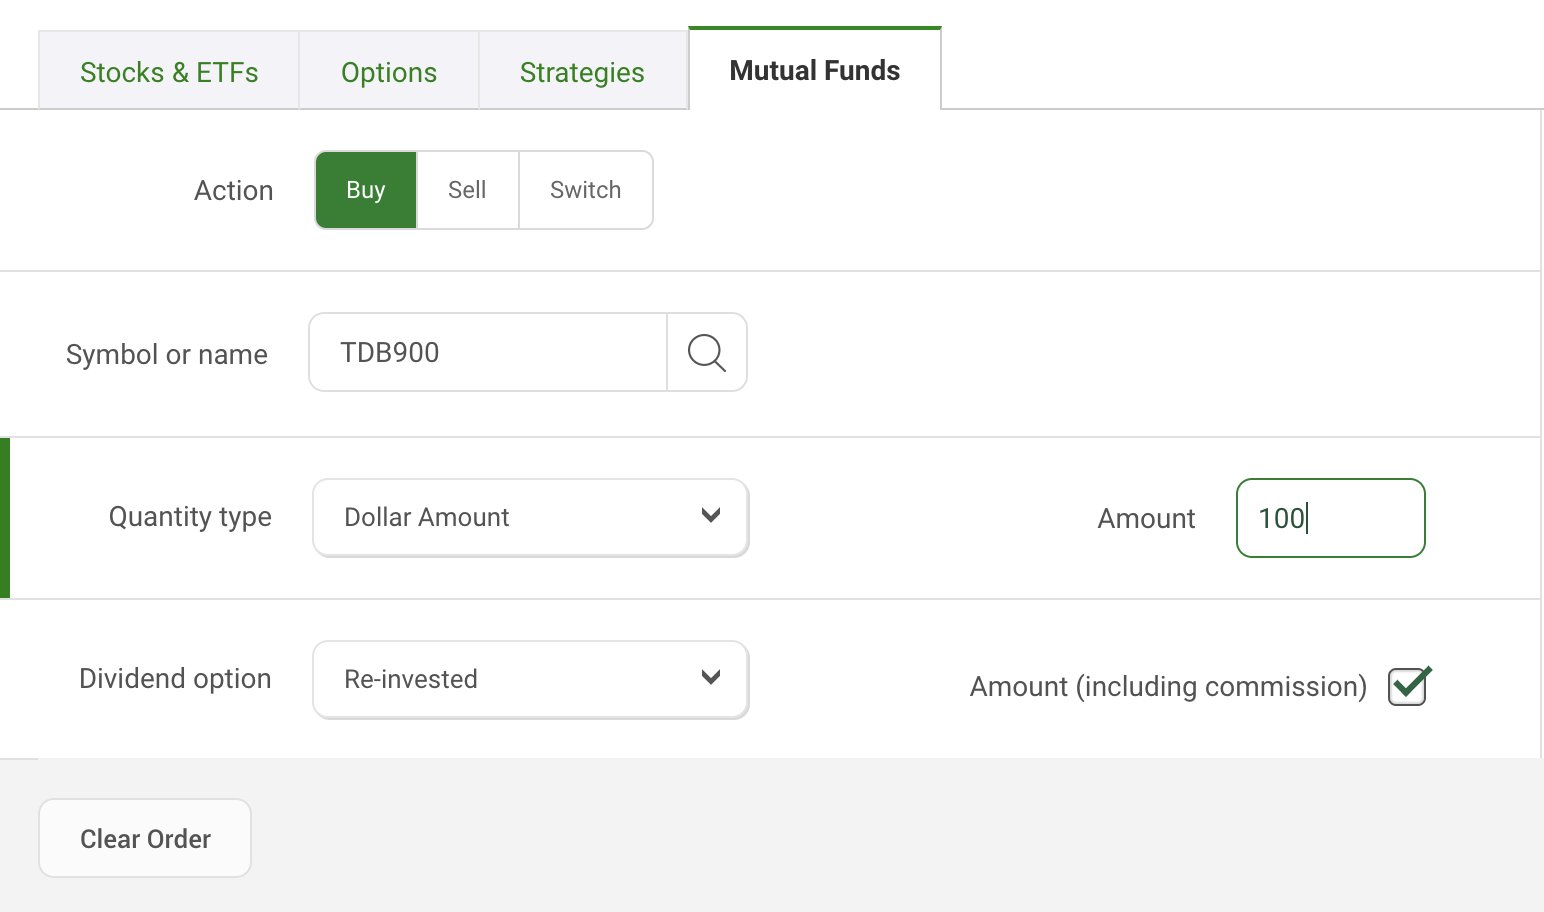 Stocks & ETFs Options Strategies Mutual Funds
Action Buy Sell Switch
Symbol or name TDB900
Quantity type Dollar Amount Amount 100
Dividend option Re-invested Amount (including commission)
Clear Order